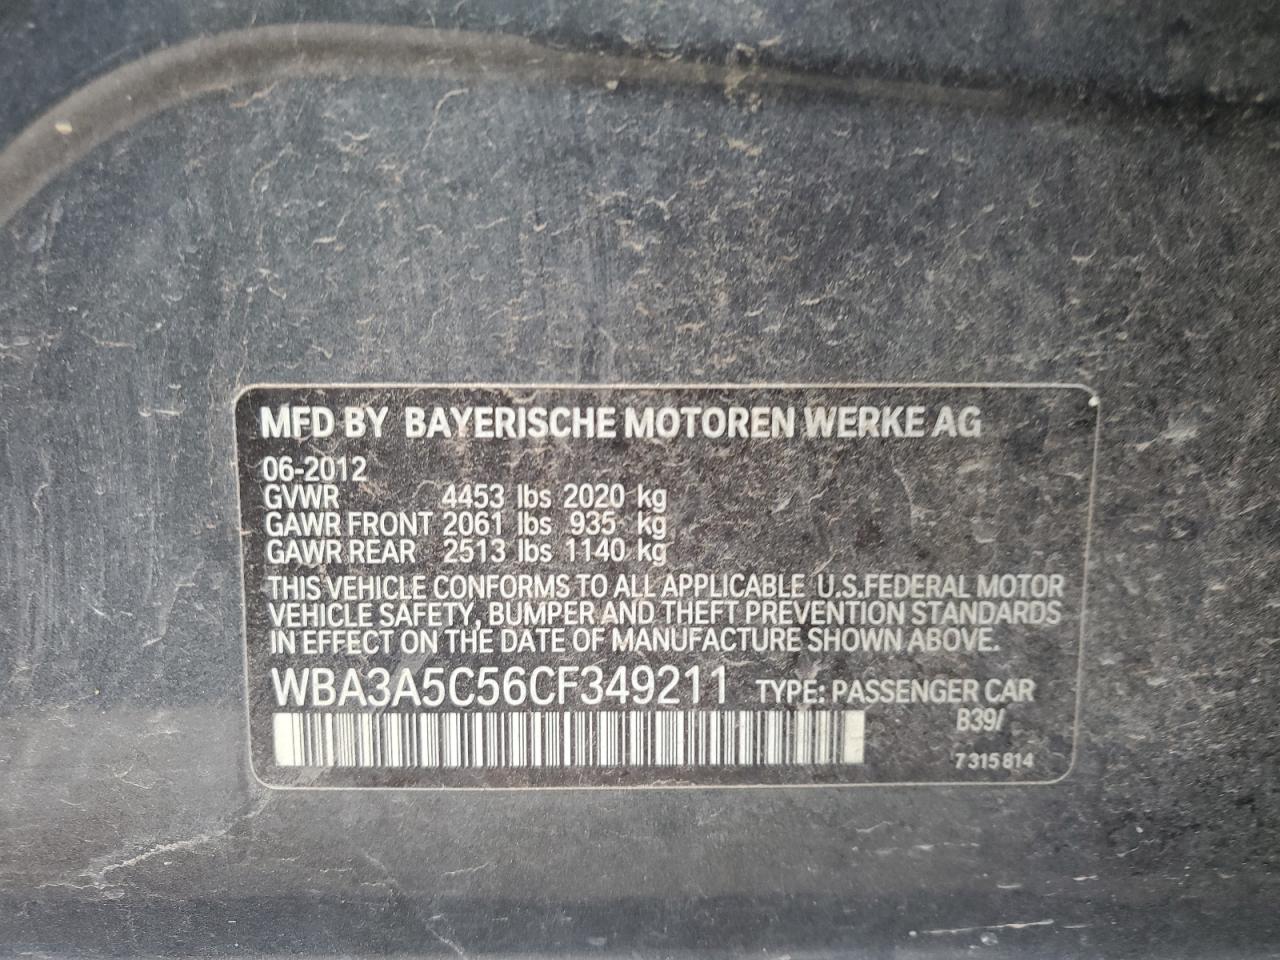 MFD BY BAYERISCHE MOTOREN WERKE AG
06-2012
GVWR 4453 lbs 2020 kg
GAWR FRONT 2061 lbs 935 kg
GAWR REAR 2513 lbs 1140 kg
THIS VEHICLE CONFORMS TO ALL APPLICABLE U.S.FEDERAL MOTOR
VEHICLE SAFETY, BUMPER AND THEFT PREVENTION STANDARDS
IN EFFECT ON THE DATE OF MANUFACTURE SHOWN ABOVE.
WBA3A5C56CF349211 TYPE: PASSENGER CAR
B39/
7 315 814